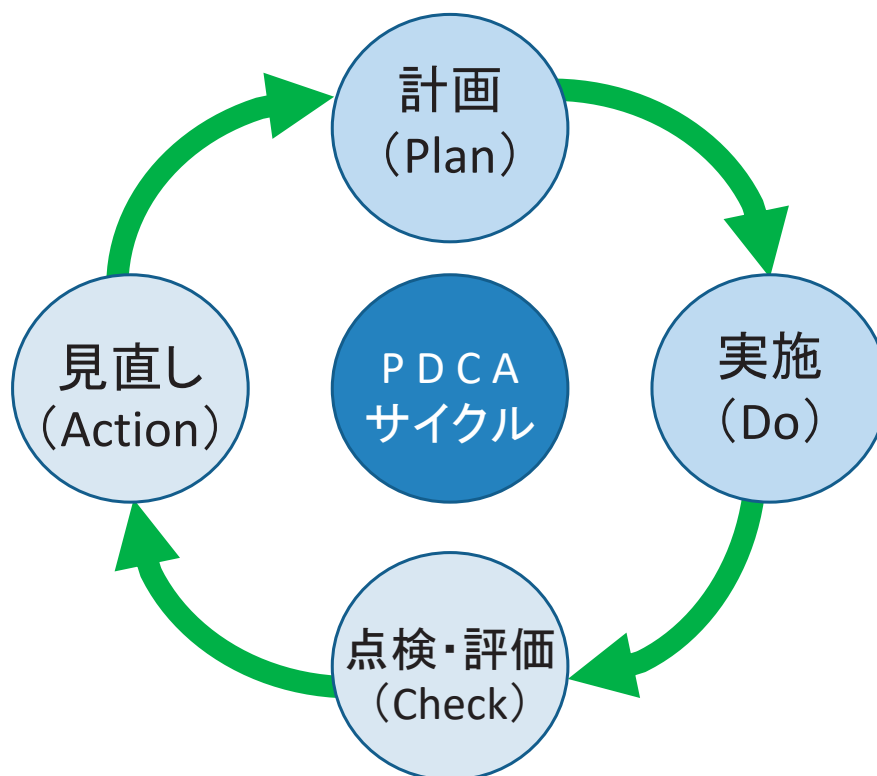 計画
（Plan）
実施
（Do）
点検・評価
（Check）
見直し
（Action）
PDCA
サイクル